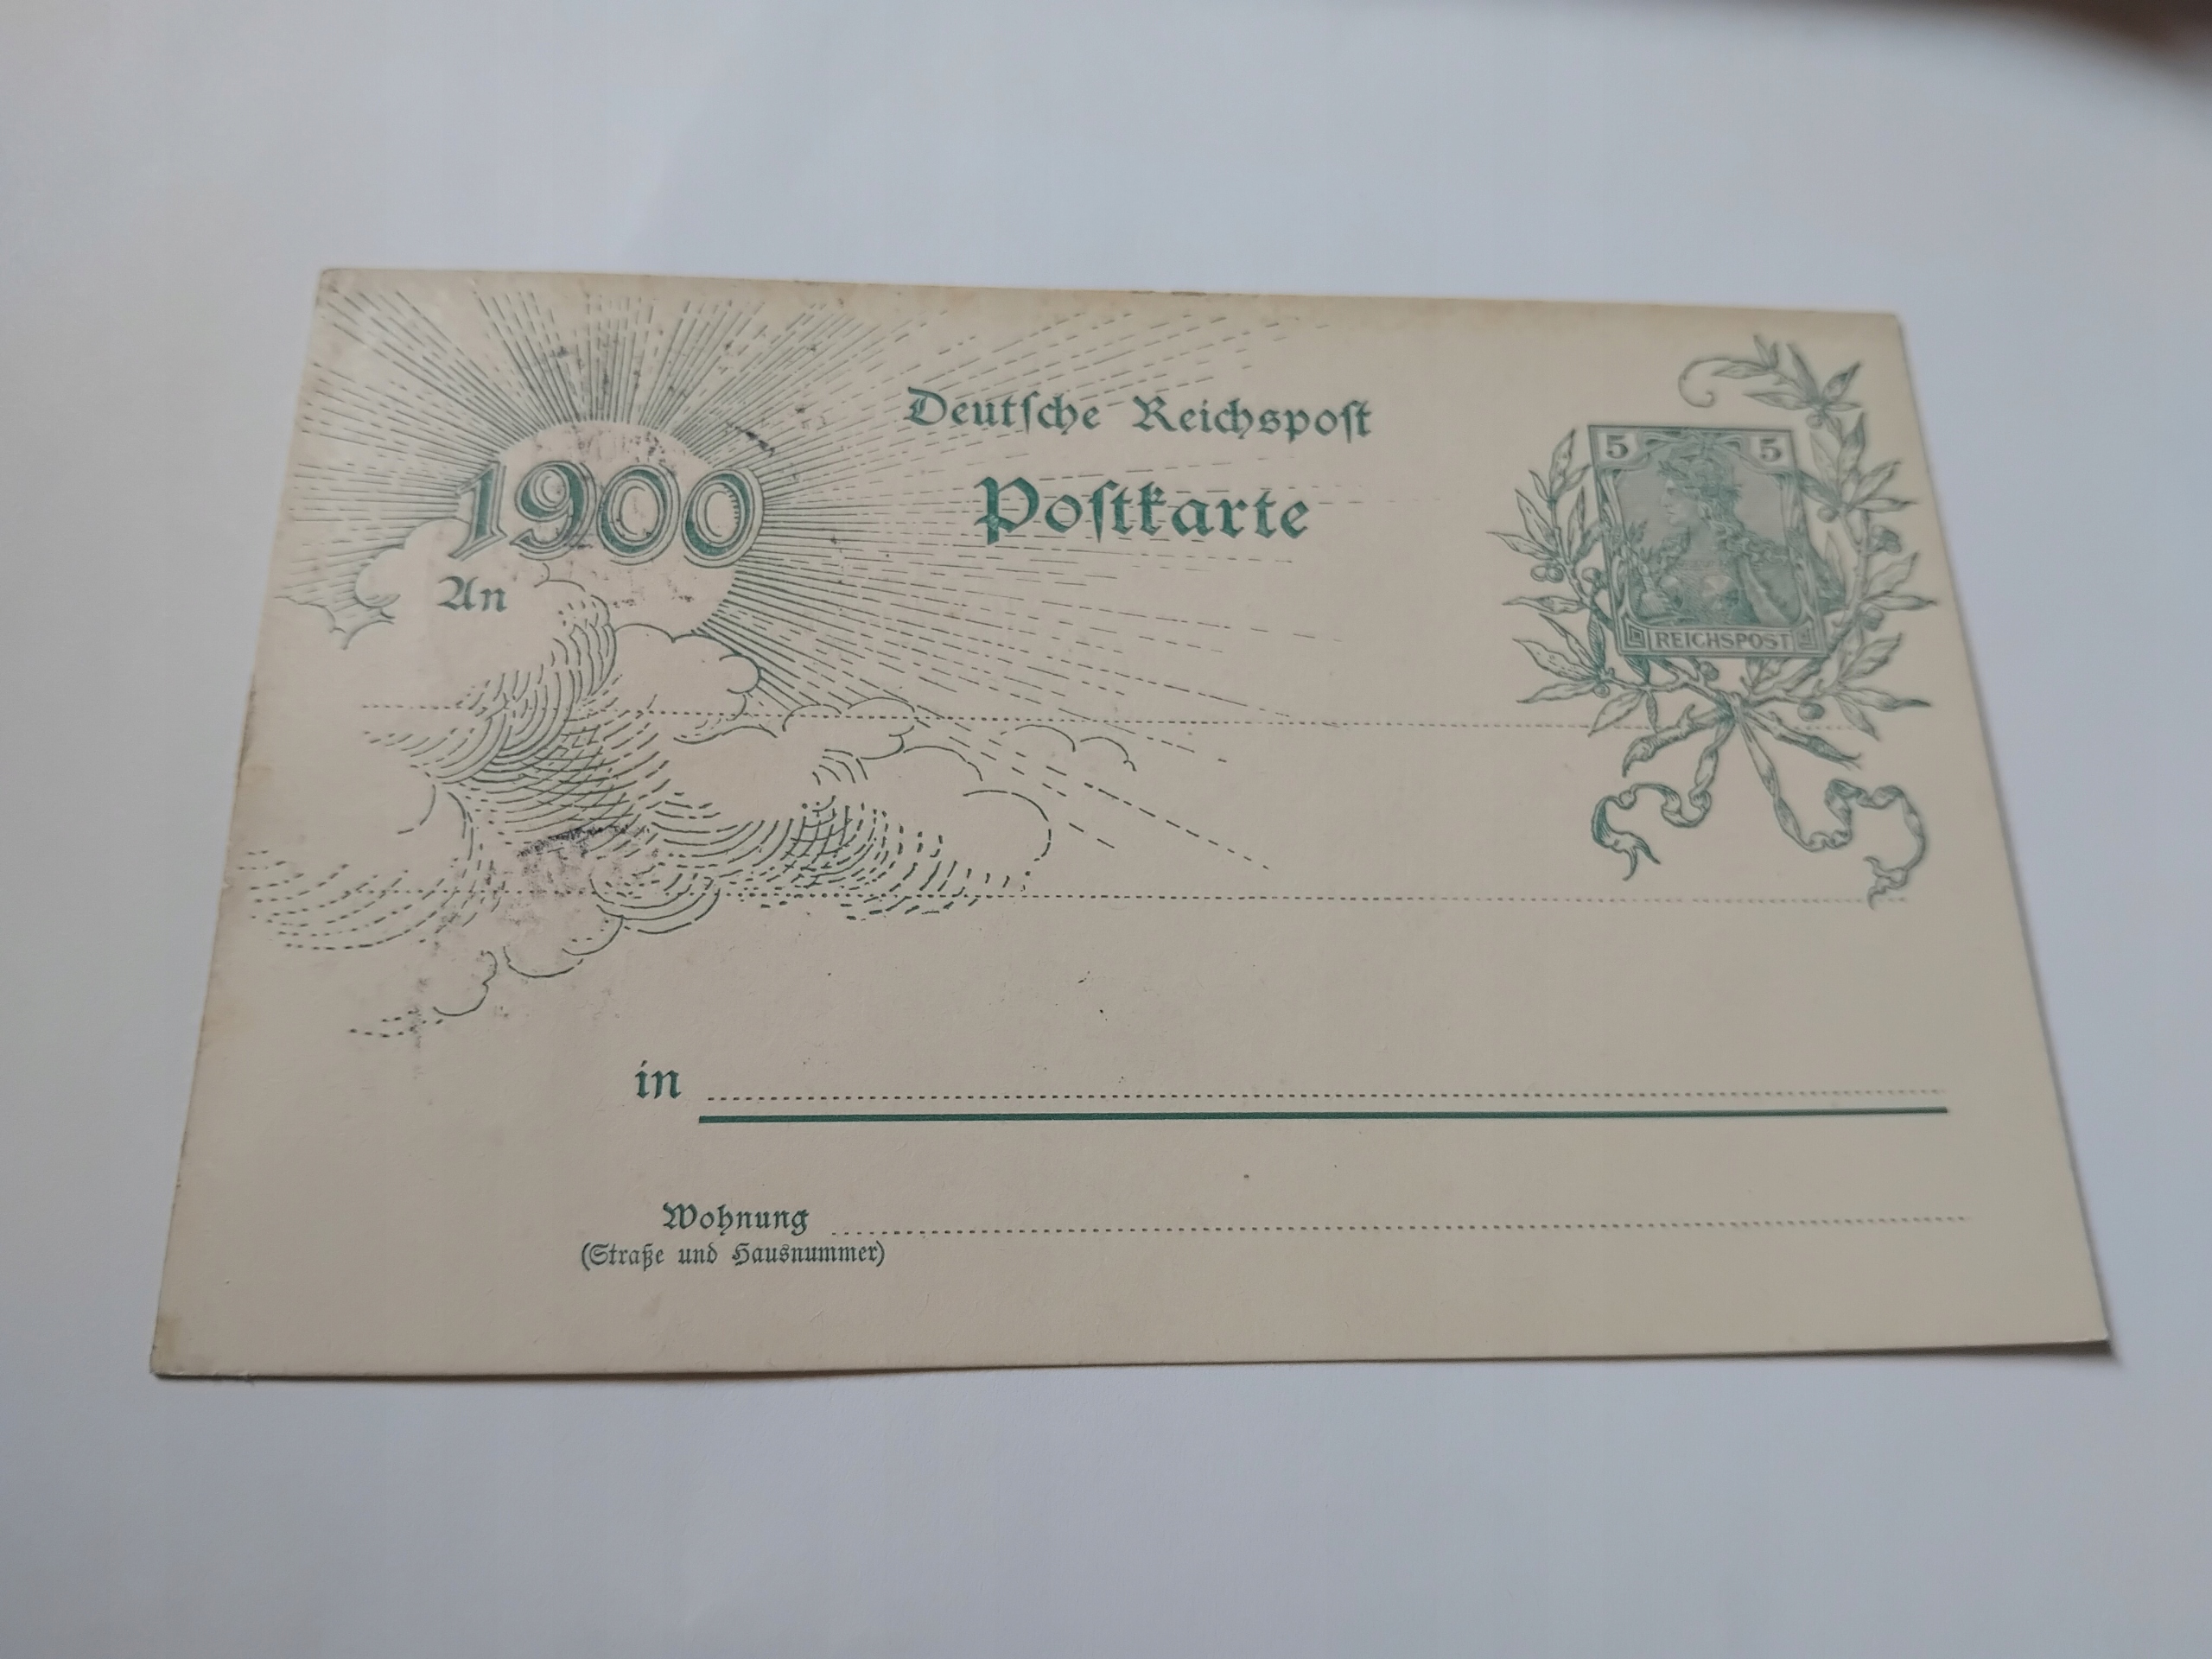 Deutſche Reichspoſt
5 5
1900
Poſtkarte
An
REICHSPOST
in
Wohnung
(Straße und Hausnummer)